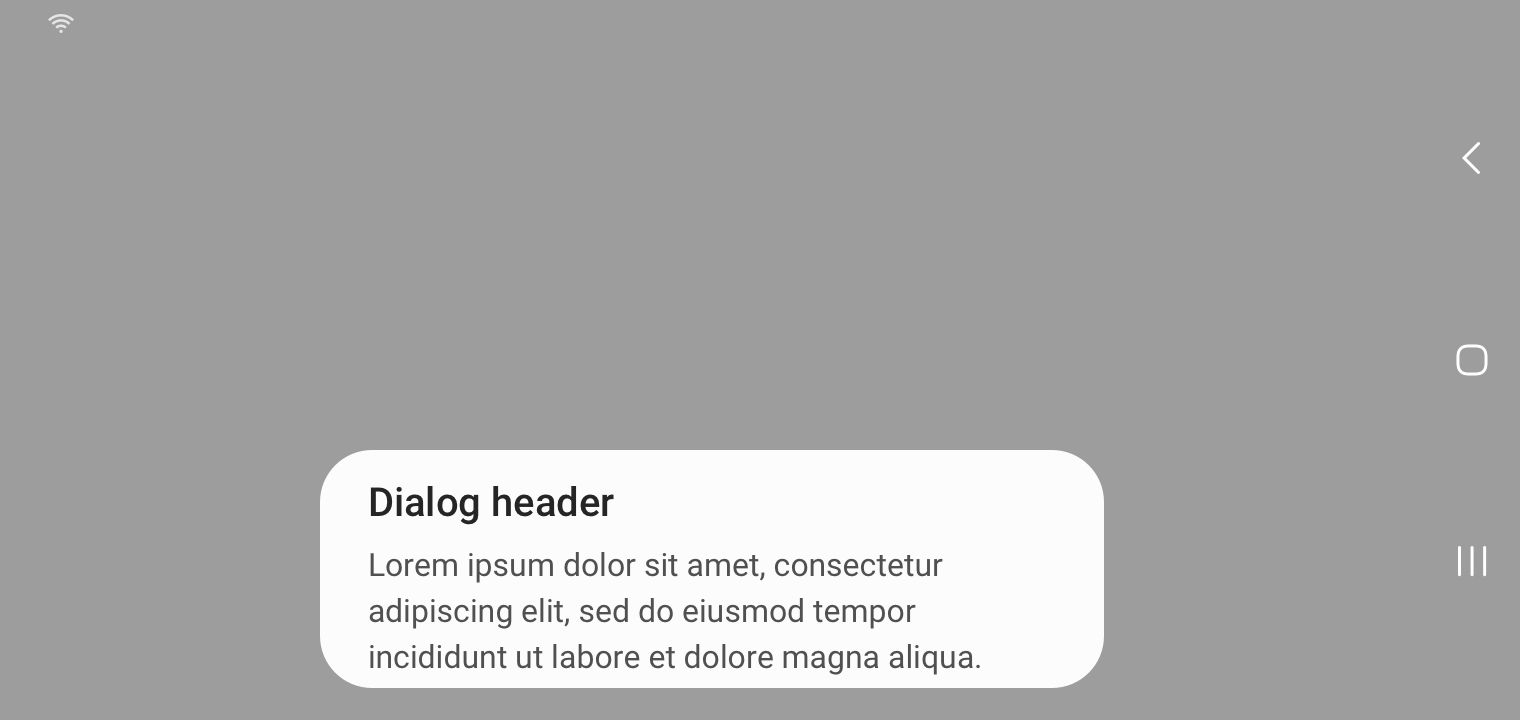 Dialog header
Lorem ipsum dolor sit amet, consectetur
adipiscing elit, sed do eiusmod tempor
incididunt ut labore et dolore magna aliqua.